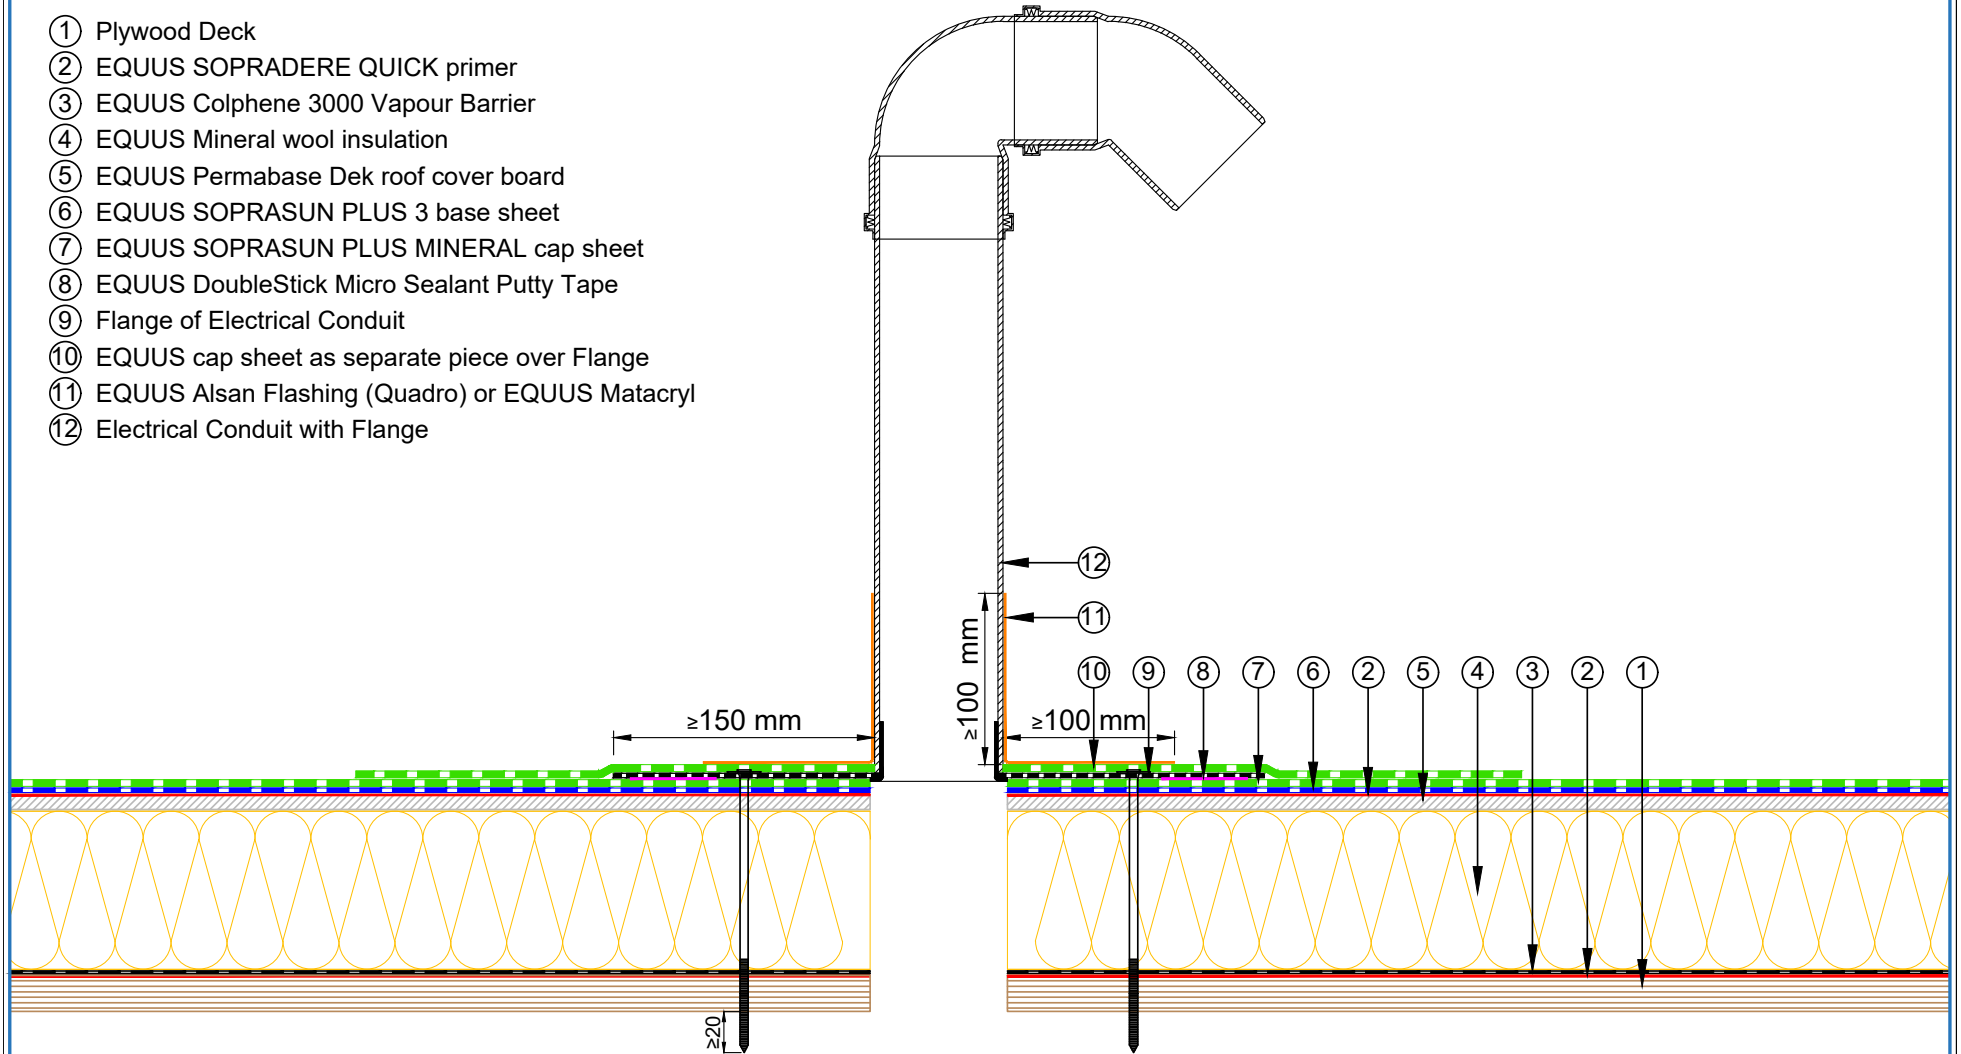 1 Plywood Deck
2 EQUUS SOPRADERE QUICK primer
3 EQUUS Colphene 3000 Vapour Barrier
4 EQUUS Mineral wool insulation
5 EQUUS Permabase Dek roof cover board
6 EQUUS SOPRASUN PLUS 3 base sheet
7 EQUUS SOPRASUN PLUS MINERAL cap sheet
8 EQUUS DoubleStick Micro Sealant Putty Tape
9 Flange of Electrical Conduit
10 EQUUS cap sheet as separate piece over Flange
11 EQUUS Alsan Flashing (Quadro) or EQUUS Matacryl
12 Electrical Conduit with Flange
12
11
≥100 mm
10 9 8 7 6 2 5 4 3 2 1
≥150 mm
≥100 mm
≥20